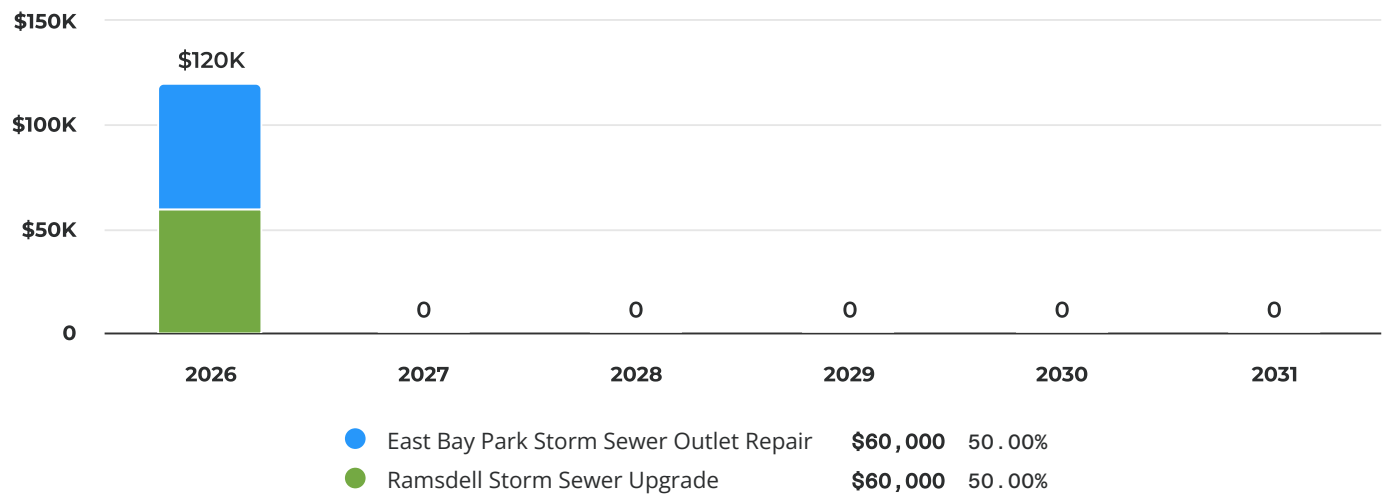 $150K
$120K
$100K
$50K
0 0 0 0 0
0
2026 2027 2028 2029 2030 2031
East Bay Park Storm Sewer Outlet Repair $60,000 50.00%
Ramsdell Storm Sewer Upgrade $60,000 50.00%